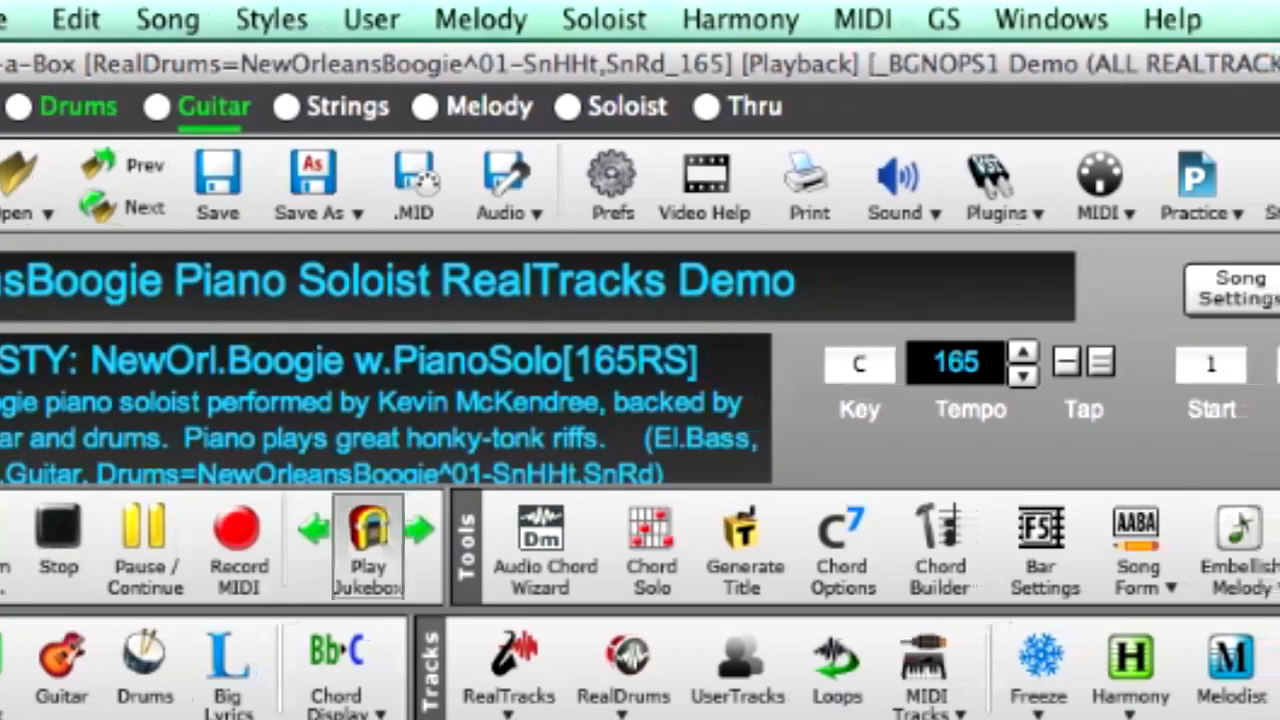 e Edit Song Styles User Melody Soloist Harmony MIDI GS Windows Help
-a-Box [RealDrums=NewOrleansBoogie^01-SnHHt,SnRd_165] [Playback] [_BGNOPS1 Demo (ALL REALTRACK
Drums Guitar Strings Melody Soloist Thru
Prev
Next
Open Save As Save As .MID Audio Prefs Video Help Print Sound VST Plugins MIDI P Practice
nsBoogie Piano Soloist RealTracks Demo
Song
Settings
STY: NewOrl.Boogie w.PianoSolo[165RS]
ogie piano soloist performed by Kevin McKendree, backed by
ar and drums. Piano plays great honky-tonk riffs. (El.Bass,
.Guitar, Drums=NewOrleansBoogie^01-SnHHt,SnRd)
C 165 1
Key Tempo Tap Start
Stop Pause / Record Play
Continue MIDI Jukebox
Tools
Dm C7 T F5 AABA
Audio Chord Chord Generate Chord Chord Bar Song Embellish
Wizard Solo Title Options Builder Settings Form Melody
L Bb C H M
Guitar Drums Big Chord
Lyrics Display
Tracks
RealTracks RealDrums UserTracks Loops MIDI Freeze Harmony Melodist
Tracks